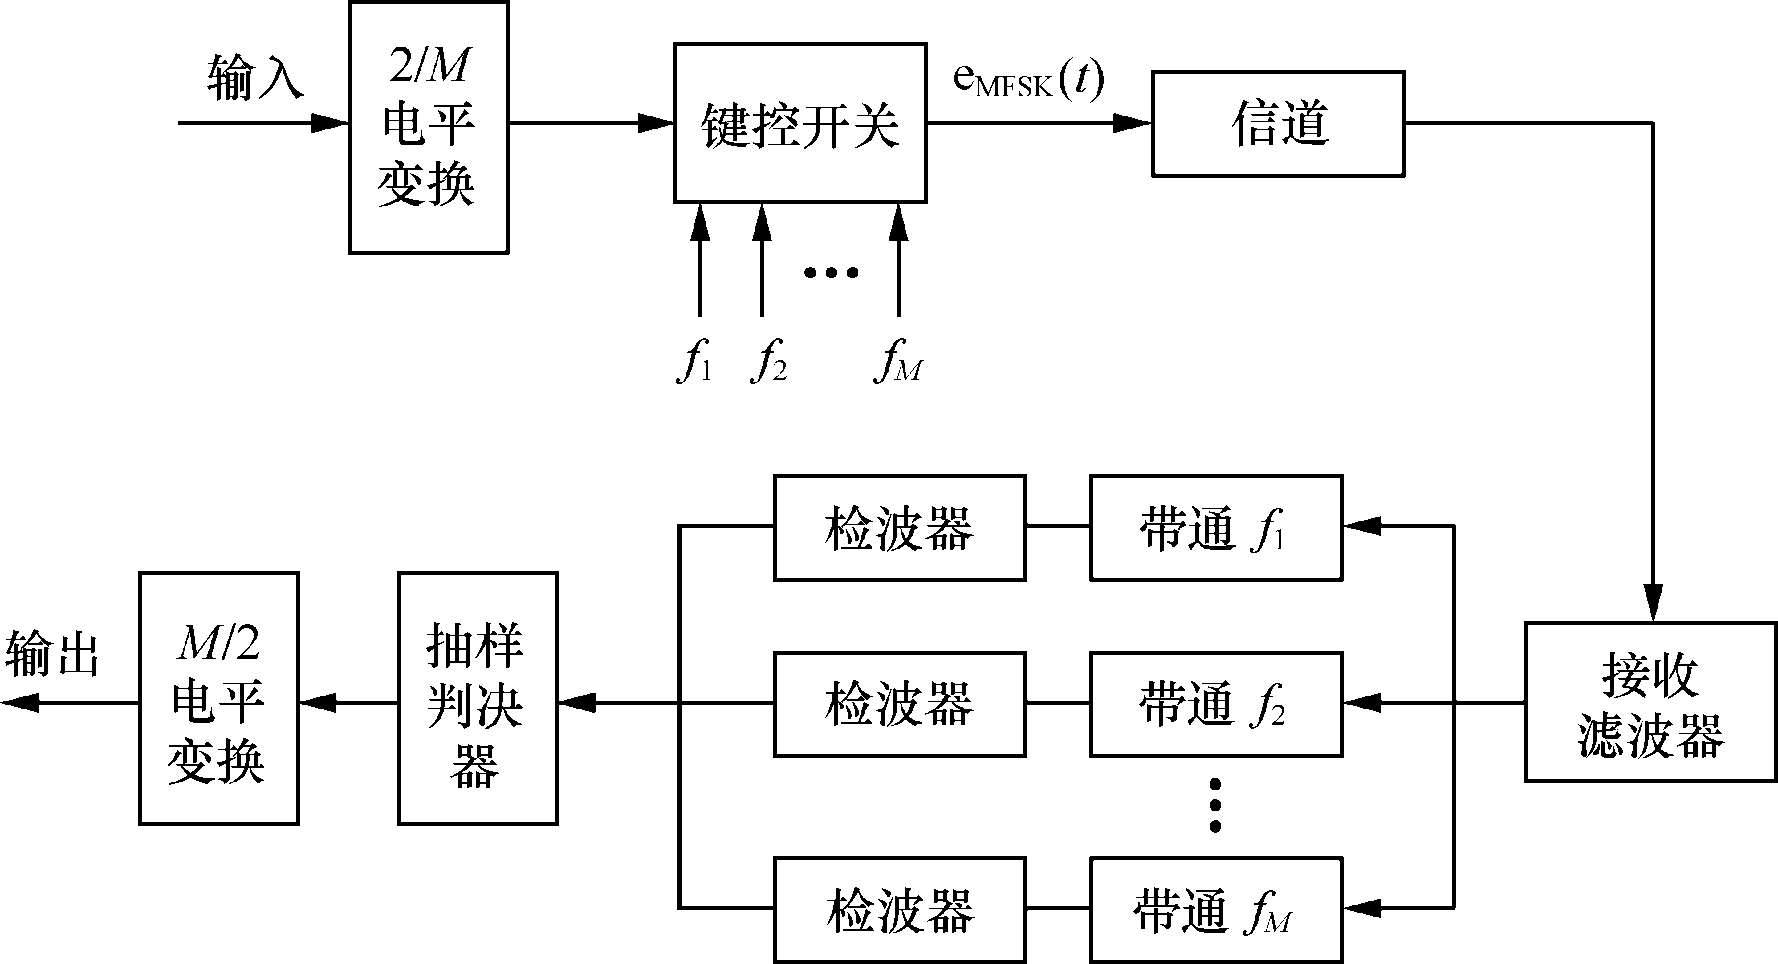 输入
2/M
电平
变换
键控开关
eMFSK(t)
信道
f1
f2
•••
fM
检波器
带通 f1
输出
M/2
电平
变换
抽样
判决
器
检波器
带通 f2
接收
滤波器
检波器
带通 fM